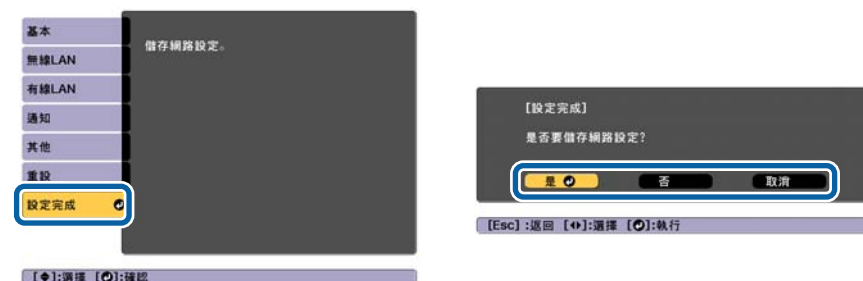 基本
儲存網路設定。
無線LAN
有線LAN
通知
其他
重設
設定完成
[◆]:選擇 [⏎]:確認
[設定完成]
是否要儲存網路設定?
是 ⏎ 否 取消
[Esc] :返回 [◀▶]:選擇 [⏎]:執行